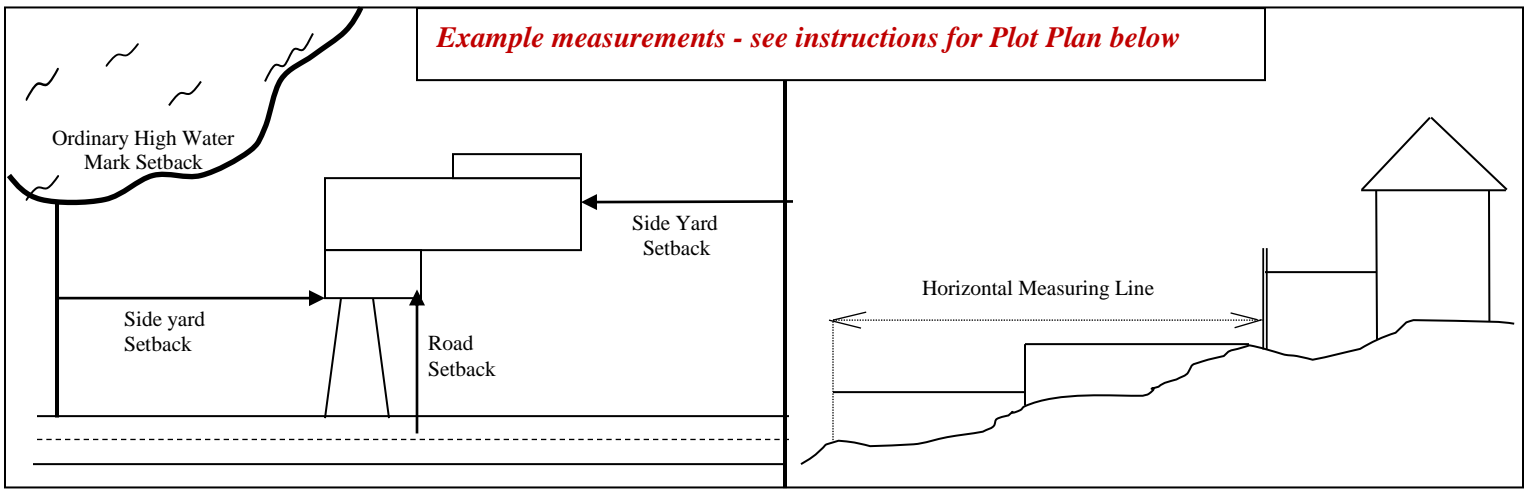 Example measurements - see instructions for Plot Plan below
Ordinary High Water
Mark Setback
Side Yard
Setback
Side yard
Setback
Road
Setback
Horizontal Measuring Line